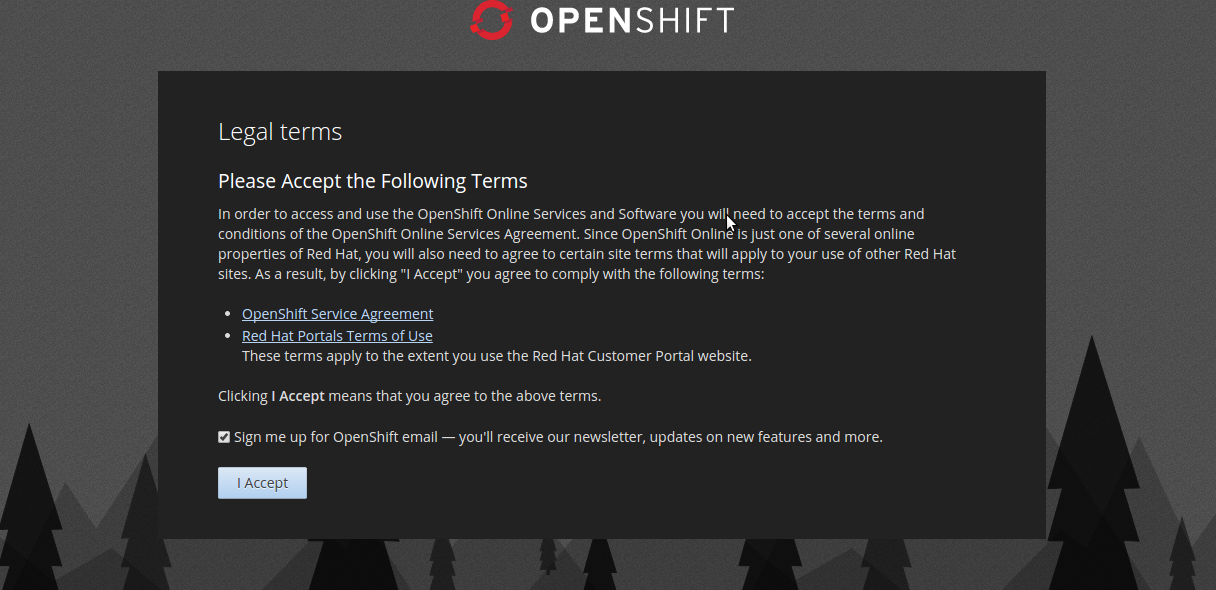 OPENSHIFT
Legal terms
Please Accept the Following Terms
In order to access and use the OpenShift Online Services and Software you will need to accept the terms and
conditions of the OpenShift Online Services Agreement. Since OpenShift Online is just one of several online
properties of Red Hat, you will also need to agree to certain site terms that will apply to your use of other Red Hat
sites. As a result, by clicking "I Accept" you agree to comply with the following terms:
• OpenShift Service Agreement
• Red Hat Portals Terms of Use
These terms apply to the extent you use the Red Hat Customer Portal website.
Clicking I Accept means that you agree to the above terms.
Sign me up for OpenShift email — you'll receive our newsletter, updates on new features and more.
I Accept